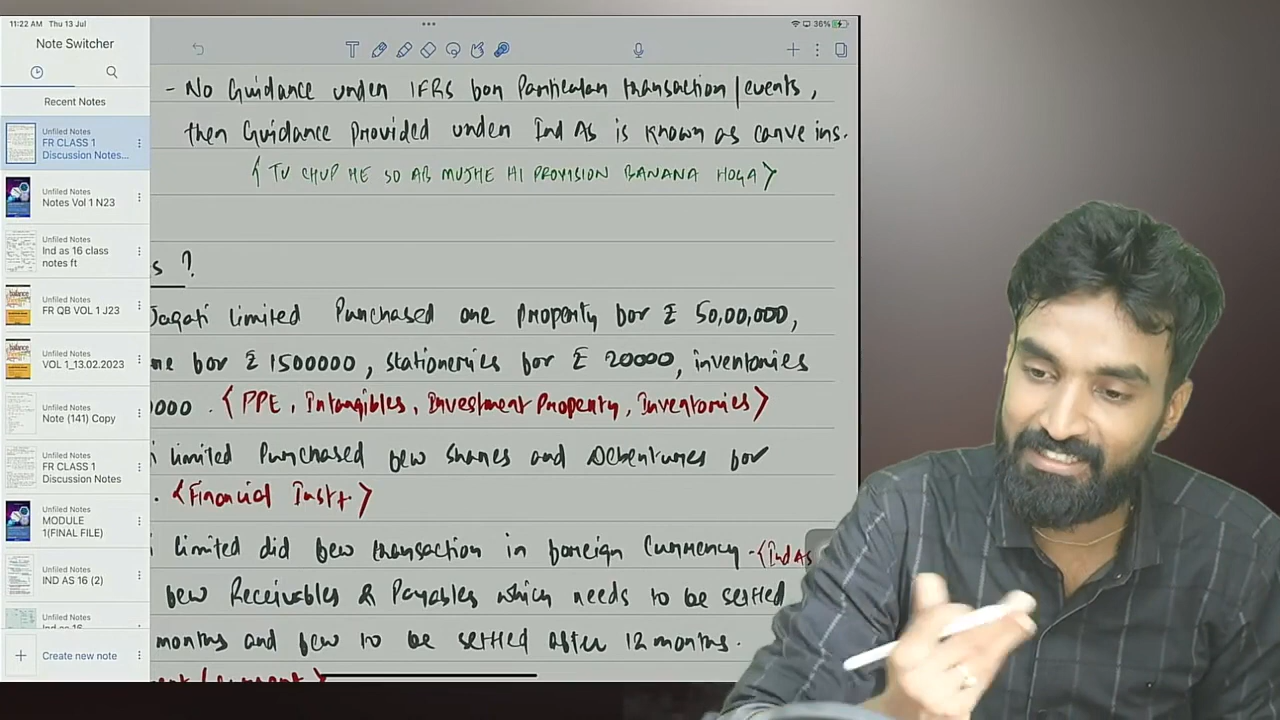 11:22 AM Thu 13 Jul
36%
Note Switcher
Recent Notes
Unfiled Notes
FR CLASS 1
Discussion Notes...
Unfiled Notes
Notes Vol 1 N23
Unfiled Notes
Ind as 16 class
notes ft
Unfiled Notes
FR QB VOL 1 J23
Unfiled Notes
VOL 1_13.02.2023
Unfiled Notes
Note (141) Copy
Unfiled Notes
FR CLASS 1
Discussion Notes
Unfiled Notes
MODULE
1(FINAL FILE)
Unfiled Notes
IND AS 16 (2)
Unfiled Notes
Ind as 16
Create new note
- No Guidance under IFRS for Particular transaction/events,
then Guidance provided under Ind AS is known as carve ins.
< TU CHUP HE SO AB MUJHE HI PROVISION BANANA HOGA >
s ?
Jagati limited Purchased one property for ₹ 50,00,000,
ne for ₹ 1500000, stationeries for ₹ 20000, inventories
0000. < PPE, Intangibles, Investment Property, Inventories >
i limited Purchased few shares and Debentures for
. < Financial Inst >
i limited did few transaction in foreign currency - < Ind AS
few Receivables & Payables which needs to be settled
months and few to be settled after 12 months.